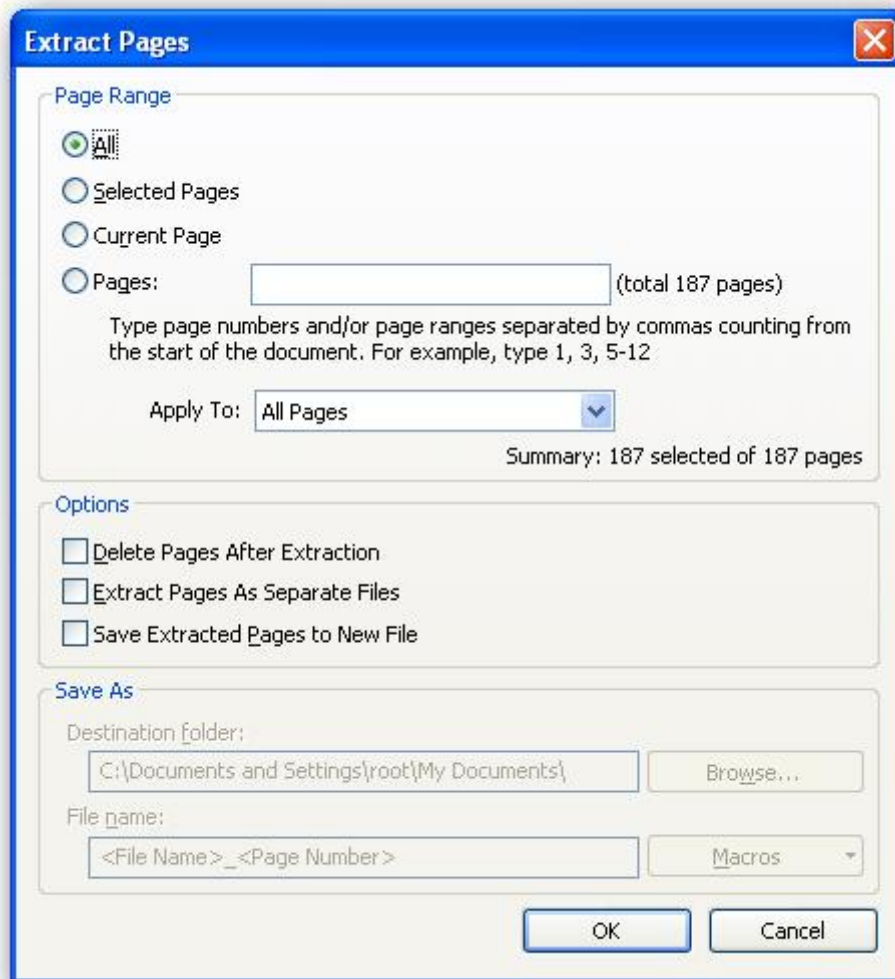 Extract Pages
Page Range
All
Selected Pages
Current Page
Pages: (total 187 pages)
Type page numbers and/or page ranges separated by commas counting from
the start of the document. For example, type 1, 3, 5-12
Apply To: All Pages
Summary: 187 selected of 187 pages
Options
Delete Pages After Extraction
Extract Pages As Separate Files
Save Extracted Pages to New File
Save As
Destination folder:
C:\Documents and Settings\root\My Documents\ Browse...
File name:
<File Name>_<Page Number> Macros
OK Cancel